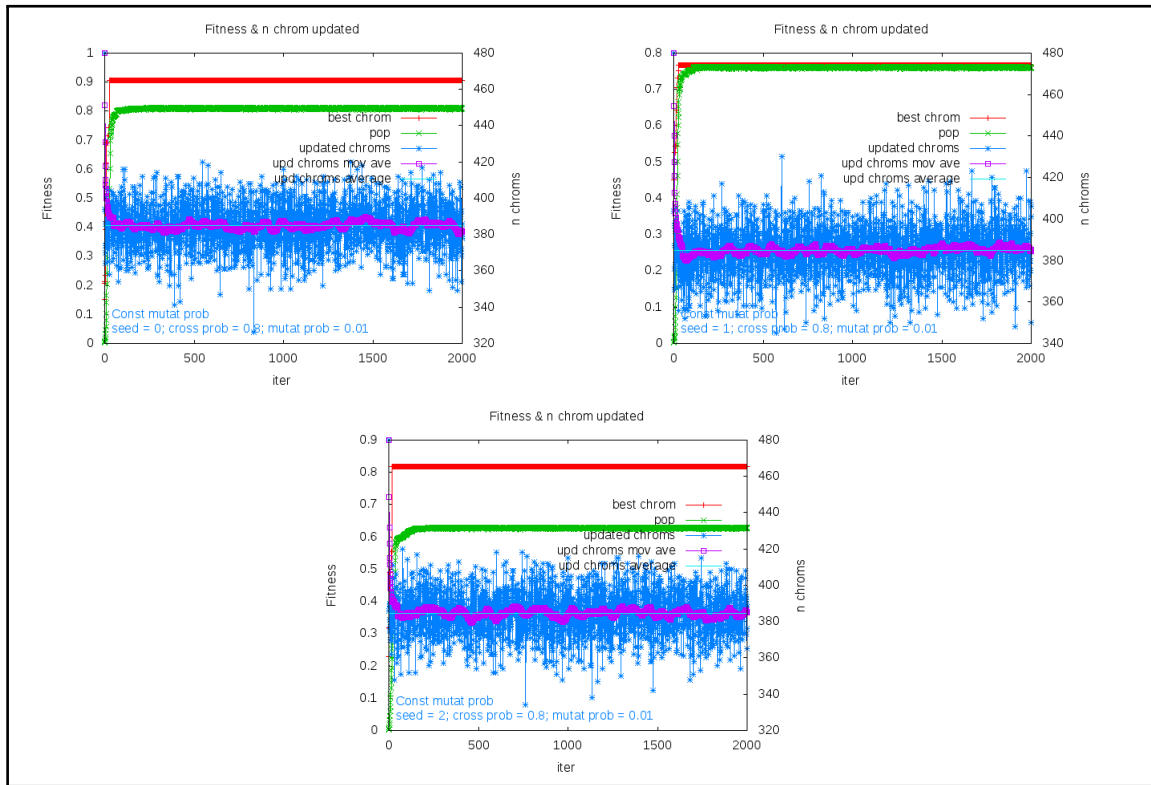 Fitness & n chrom updated
1
0.9
0.8
0.7
0.6
0.5
0.4
0.3
0.2
0.1
0
480
460
440
420
400
380
360
340
320
0 500 1000 1500 2000
Fitness
n chroms
iter
best chrom
pop
updated chroms
upd chroms mov ave
upd chroms average
Const mutat prob
seed = 0; cross prob = 0.8; mutat prob = 0.01
Fitness & n chrom updated
0.8
0.7
0.6
0.5
0.4
0.3
0.2
0.1
0
480
460
440
420
400
380
360
340
0 500 1000 1500 2000
Fitness
n chroms
iter
best chrom
pop
updated chroms
upd chroms mov ave
upd chroms average
Const mutat prob
seed = 1; cross prob = 0.8; mutat prob = 0.01
Fitness & n chrom updated
0.9
0.8
0.7
0.6
0.5
0.4
0.3
0.2
0.1
0
480
460
440
420
400
380
360
340
320
0 500 1000 1500 2000
Fitness
n chroms
iter
best chrom
pop
updated chroms
upd chroms mov ave
upd chroms average
Const mutat prob
seed = 2; cross prob = 0.8; mutat prob = 0.01